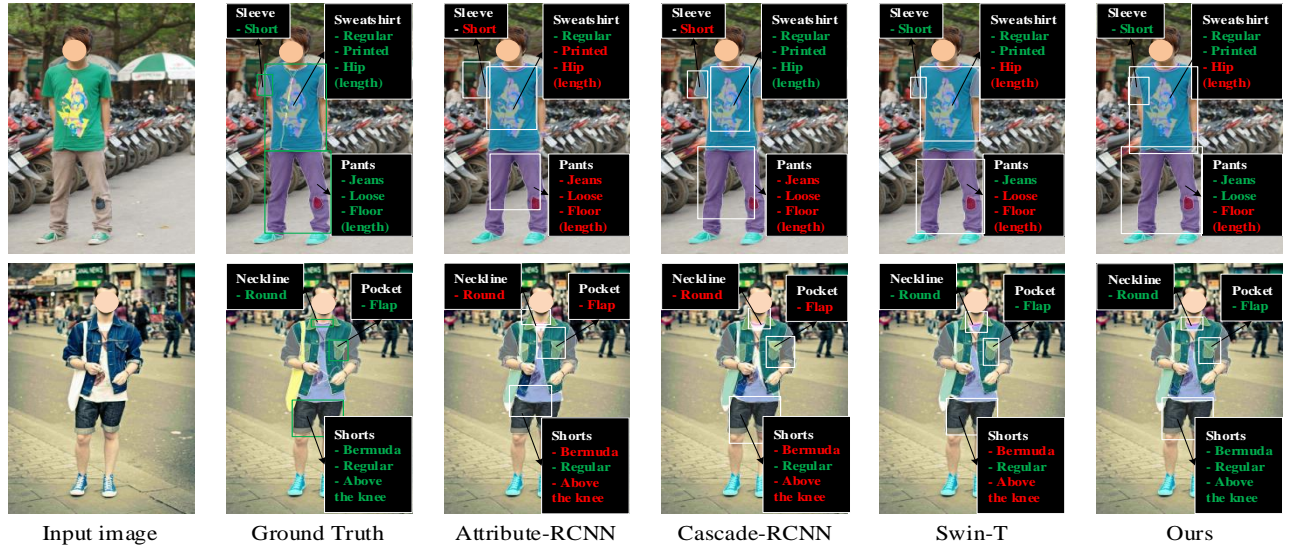 Sleeve
- Short
Sweatshirt
- Regular
- Printed
- Hip
(length)
Pants
- Jeans
- Loose
- Floor
(length)
Sleeve
- Short
Sweatshirt
- Regular
- Printed
- Hip
(length)
Pants
- Jeans
- Loose
- Floor
(length)
Sleeve
- Short
Sweatshirt
- Regular
- Printed
- Hip
(length)
Pants
- Jeans
- Loose
- Floor
(length)
Sleeve
- Short
Sweatshirt
- Regular
- Printed
- Hip
(length)
Pants
- Jeans
- Loose
- Floor
(length)
Sleeve
- Short
Sweatshirt
- Regular
- Printed
- Hip
(length)
Pants
- Jeans
- Loose
- Floor
(length)
Neckline
- Round
Pocket
- Flap
Shorts
- Bermuda
- Regular
- Above
the knee
Neckline
- Round
Pocket
- Flap
Shorts
- Bermuda
- Regular
- Above
the knee
Neckline
- Round
Pocket
- Flap
Shorts
- Bermuda
- Regular
- Above
the knee
Neckline
- Round
Pocket
- Flap
Shorts
- Bermuda
- Regular
- Above
the knee
Neckline
- Round
Pocket
- Flap
Shorts
- Bermuda
- Regular
- Above
the knee
Input image
Ground Truth
Attribute-RCNN
Cascade-RCNN
Swin-T
Ours